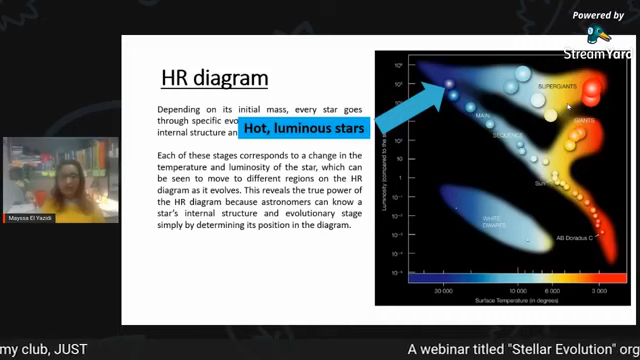 Powered by
StreamYard
HR diagram
Depending on its initial mass, every star goes
through specific
internal structure
Hot, luminous stars
Each of these stages corresponds to a change in the
temperature and luminosity of the star, which can
be seen to move to different regions on the HR
diagram as it evolves. This reveals the true power of
the HR diagram because astronomers can know a
star's internal structure and evolutionary stage
simply by determining its position in the diagram.
SUPERGIANTS
MAIN
GIANTS
SEQUENCE
Sun
WHITE
DWARFS
AB Doradus C
10
1
30 000
10 000
6 000
3 000
Surface Temperature (in degrees)
Mayssa El Yazidi
my club, JUST
A webinar titled "Stellar Evolution" org